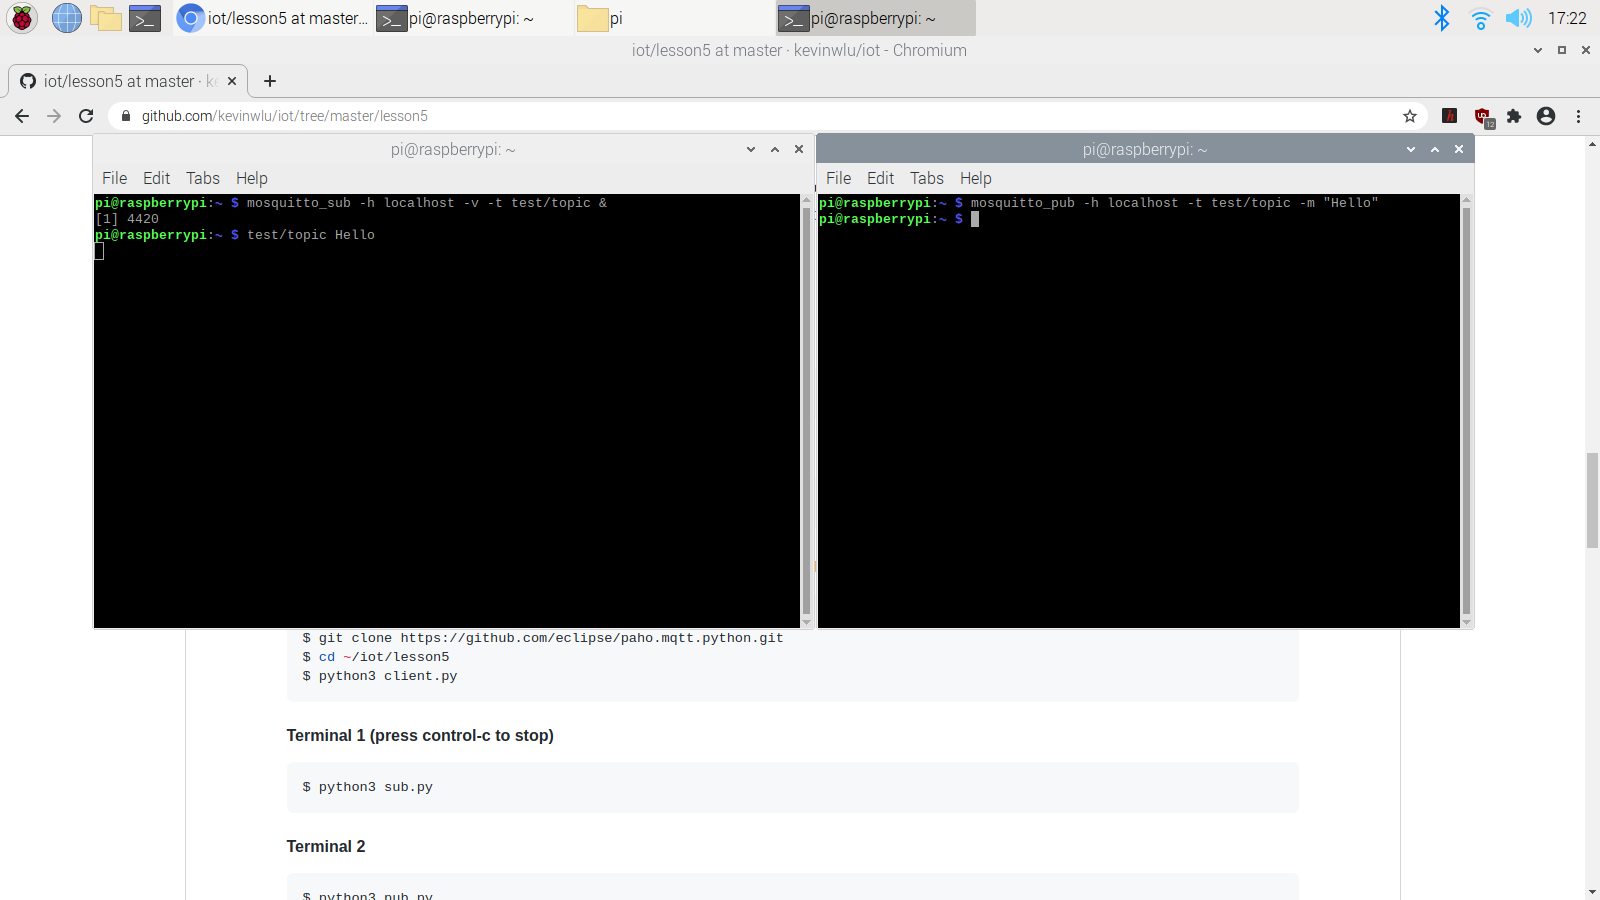 iot/lesson5 at master...
pi@raspberrypi: ~
pi
pi@raspberrypi: ~
17:22
iot/lesson5 at master · kevinwlu/iot - Chromium
iot/lesson5 at master · ke
github.com/kevinwlu/iot/tree/master/lesson5
12
pi@raspberrypi: ~
File Edit Tabs Help
pi@raspberrypi:~ $ mosquitto_sub -h localhost -v -t test/topic &
[1] 4420
pi@raspberrypi:~ $ test/topic Hello
pi@raspberrypi: ~
File Edit Tabs Help
pi@raspberrypi:~ $ mosquitto_pub -h localhost -t test/topic -m "Hello"
pi@raspberrypi:~ $
$ git clone https://github.com/eclipse/paho.mqtt.python.git
$ cd ~/iot/lesson5
$ python3 client.py
Terminal 1 (press control-c to stop)
$ python3 sub.py
Terminal 2
$ python3 pub.py